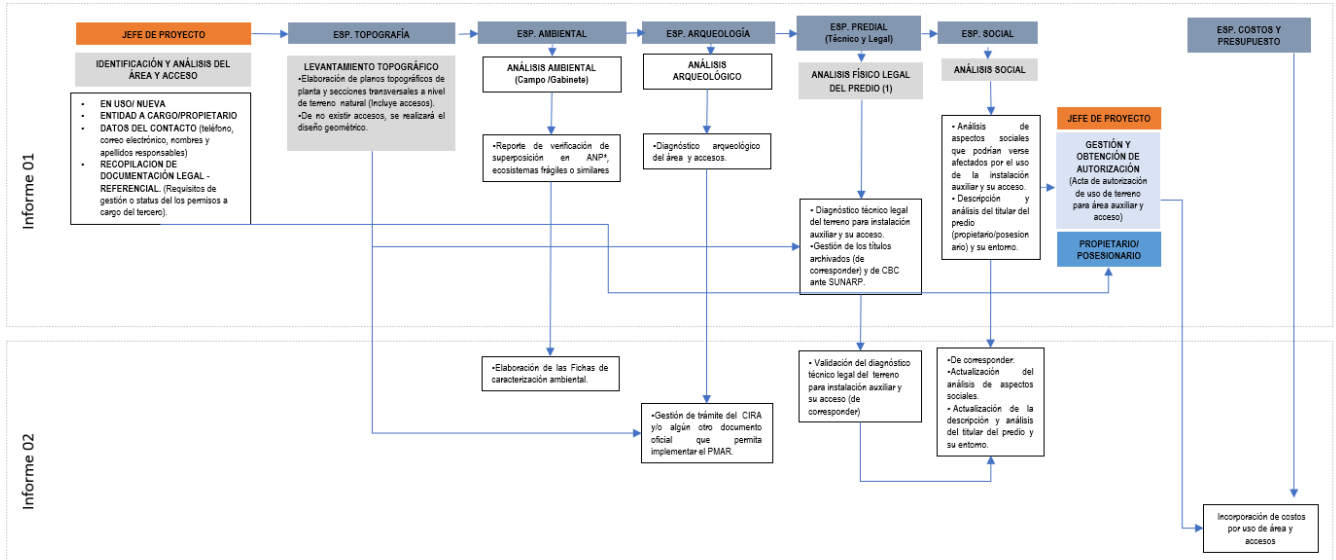 Informe 01
JEFE DE PROYECTO
IDENTIFICACIÓN Y ANÁLISIS DEL
ÁREA Y ACCESO
• EN USO/ NUEVA
• ENTIDAD A CARGO/PROPIETARIO
• DATOS DEL CONTACTO (teléfono,
correo electrónico, nombres y
apellidos responsables)
• RECOPILACION DE
DOCUMENTACIÓN LEGAL -
REFERENCIAL. (Requisitos de
gestión o status del los permisos a
cargo del tercero).
ESP. TOPOGRAFÍA
LEVANTAMIENTO TOPOGRÁFICO
•Elaboración de planos topográficos de
planta y secciones transversales a nivel
de terreno natural (Incluye accesos).
•De no existir accesos, se realizará el
diseño geométrico.
ESP. AMBIENTAL
ANÁLISIS AMBIENTAL
(Campo /Gabinete)
•Reporte de verificación de
superposición en ANP*,
ecosistemas frágiles o similares
ESP. ARQUEOLOGÍA
ANÁLISIS
ARQUEOLÓGICO
•Diagnóstico arqueológico
del área y accesos.
ESP. PREDIAL
(Técnico y Legal)
ANALISIS FÍSICO LEGAL
DEL PREDIO (1)
• Diagnóstico técnico legal
del terreno para instalación
auxiliar y su acceso.
•Gestión de los títulos
archivados (de
corresponder) y de CBC
ante SUNARP.
ESP. SOCIAL
ANÁLISIS SOCIAL
• Análisis de
aspectos sociales
que podrían verse
afectados por el uso
de la instalación
auxiliar y su acceso.
• Descripción y
análisis del titular del
predio
(propietario/posesion
ario) y su entorno.
JEFE DE PROYECTO
GESTIÓN Y
OBTENCIÓN DE
AUTORIZACIÓN
(Acta de autorización
de uso de terreno
para área auxiliar y
acceso)
PROPIETARIO/
POSESIONARIO
ESP. COSTOS Y
PRESUPUESTO
Informe 02
•Elaboración de las Fichas de
caracterización ambiental.
•Gestión de trámite del CIRA
y/o algún otro documento
oficial que permita
implementar el PMAR.
• Validación del diagnóstico
técnico legal del terreno
para instalación auxiliar y
su acceso (de
corresponder)
•De corresponder:
•Actualización del
análisis de aspectos
sociales.
• Actualización de la
descripción y análisis
del titular del predio y
su entorno.
Incorporación de costos
por uso de área y
accesos